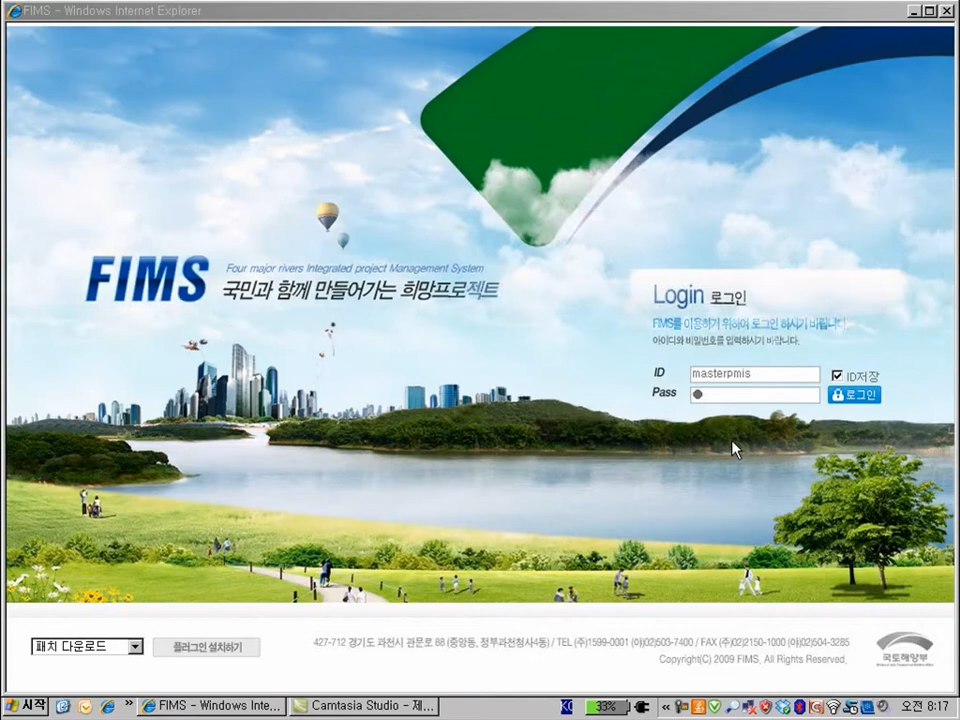 FIMS - Windows Internet Explorer
FIMS
Four major rivers Integrated project Management System
국민과 함께 만들어가는 희망프로젝트
Login 로그인
FIMS를 이용하기 위하여 로그인 하시기 바랍니다.
아이디와 비밀번호를 입력하시기 바랍니다.
ID masterpmis ID저장
Pass 로그인
패치 다운로드 플러그인 설치하기
427-712 경기도 과천시 관문로 88 (중앙동, 정부과천청사4동) / TEL (주)1599-0001 (야)02)503-7400 / FAX (주)02)2150-1000 (야)02)504-3285
Copyright(C) 2009 FIMS. All Rights Reserved.
국토해양부
시작 FIMS - Windows Inte... Camtasia Studio - 제... 33% 오전 8:17